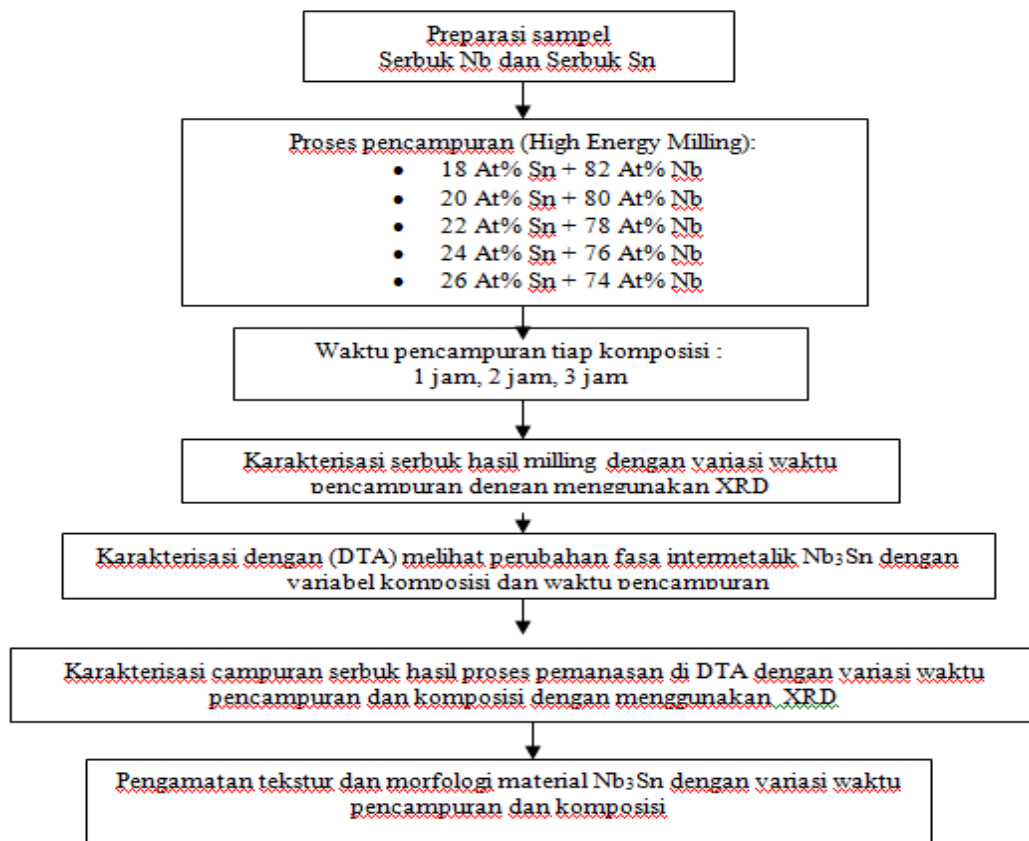 Preparasi sampel
Serbuk Nb dan Serbuk Sn
Proses pencampuran (High Energy Milling):
• 18 At% Sn + 82 At% Nb
• 20 At% Sn + 80 At% Nb
• 22 At% Sn + 78 At% Nb
• 24 At% Sn + 76 At% Nb
• 26 At% Sn + 74 At% Nb
Waktu pencampuran tiap komposisi :
1 jam, 2 jam, 3 jam
Karakterisasi serbuk hasil milling dengan variasi waktu
pencampuran dengan menggunakan XRD
Karakterisasi dengan (DTA) melihat perubahan fasa intermetalik Nb₃Sn dengan
variabel komposisi dan waktu pencampuran
Karakterisasi campuran serbuk hasil proses pemanasan di DTA dengan variasi waktu
pencampuran dan komposisi dengan menggunakan XRD
Pengamatan tekstur dan morfologi material Nb₃Sn dengan variasi waktu
pencampuran dan komposisi